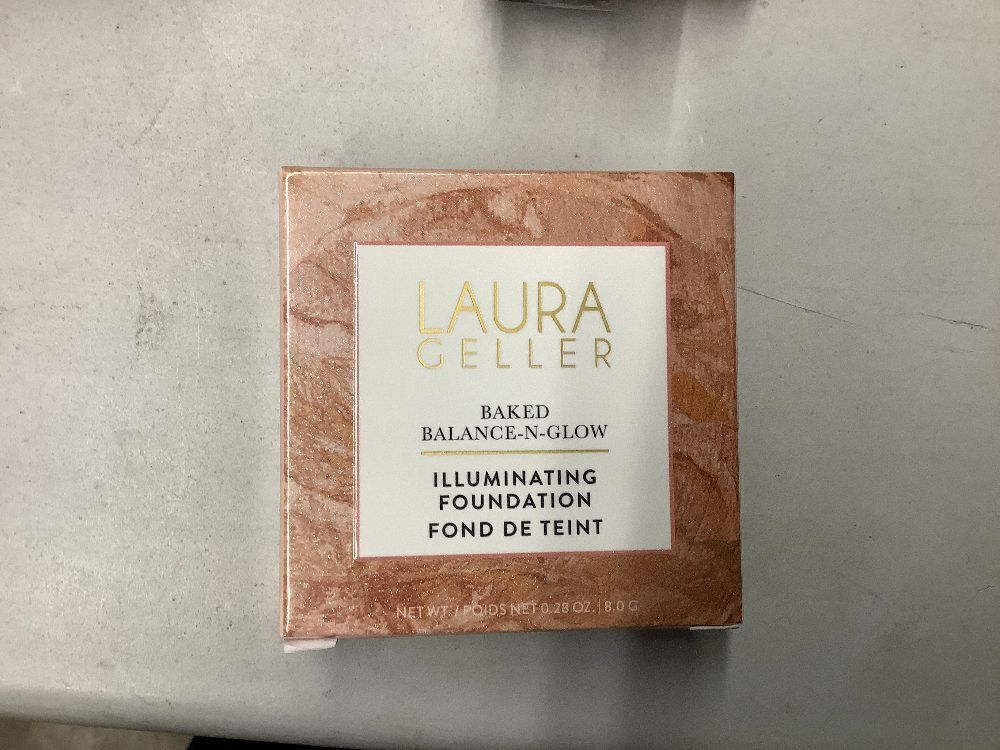 LAURA
GELLER
BAKED
BALANCE-N-GLOW
ILLUMINATING
FOUNDATION
FOND DE TEINT
NET WT. / POIDS NET 0.28 OZ. | 8.0 G